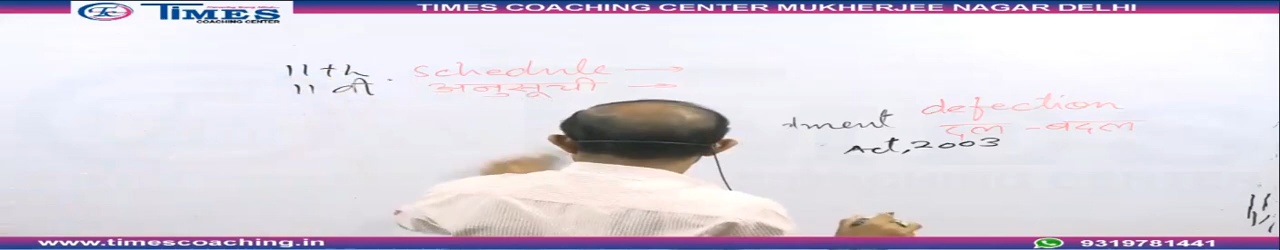 TIMES
COACHING CENTER
TIMES COACHING CENTER MUKHERJEE NAGAR DELHI
11th schedule →
11 वी. अनुसूची →
defection
दल-बदल
Act, 2003
www.timescoaching.in
9319781441